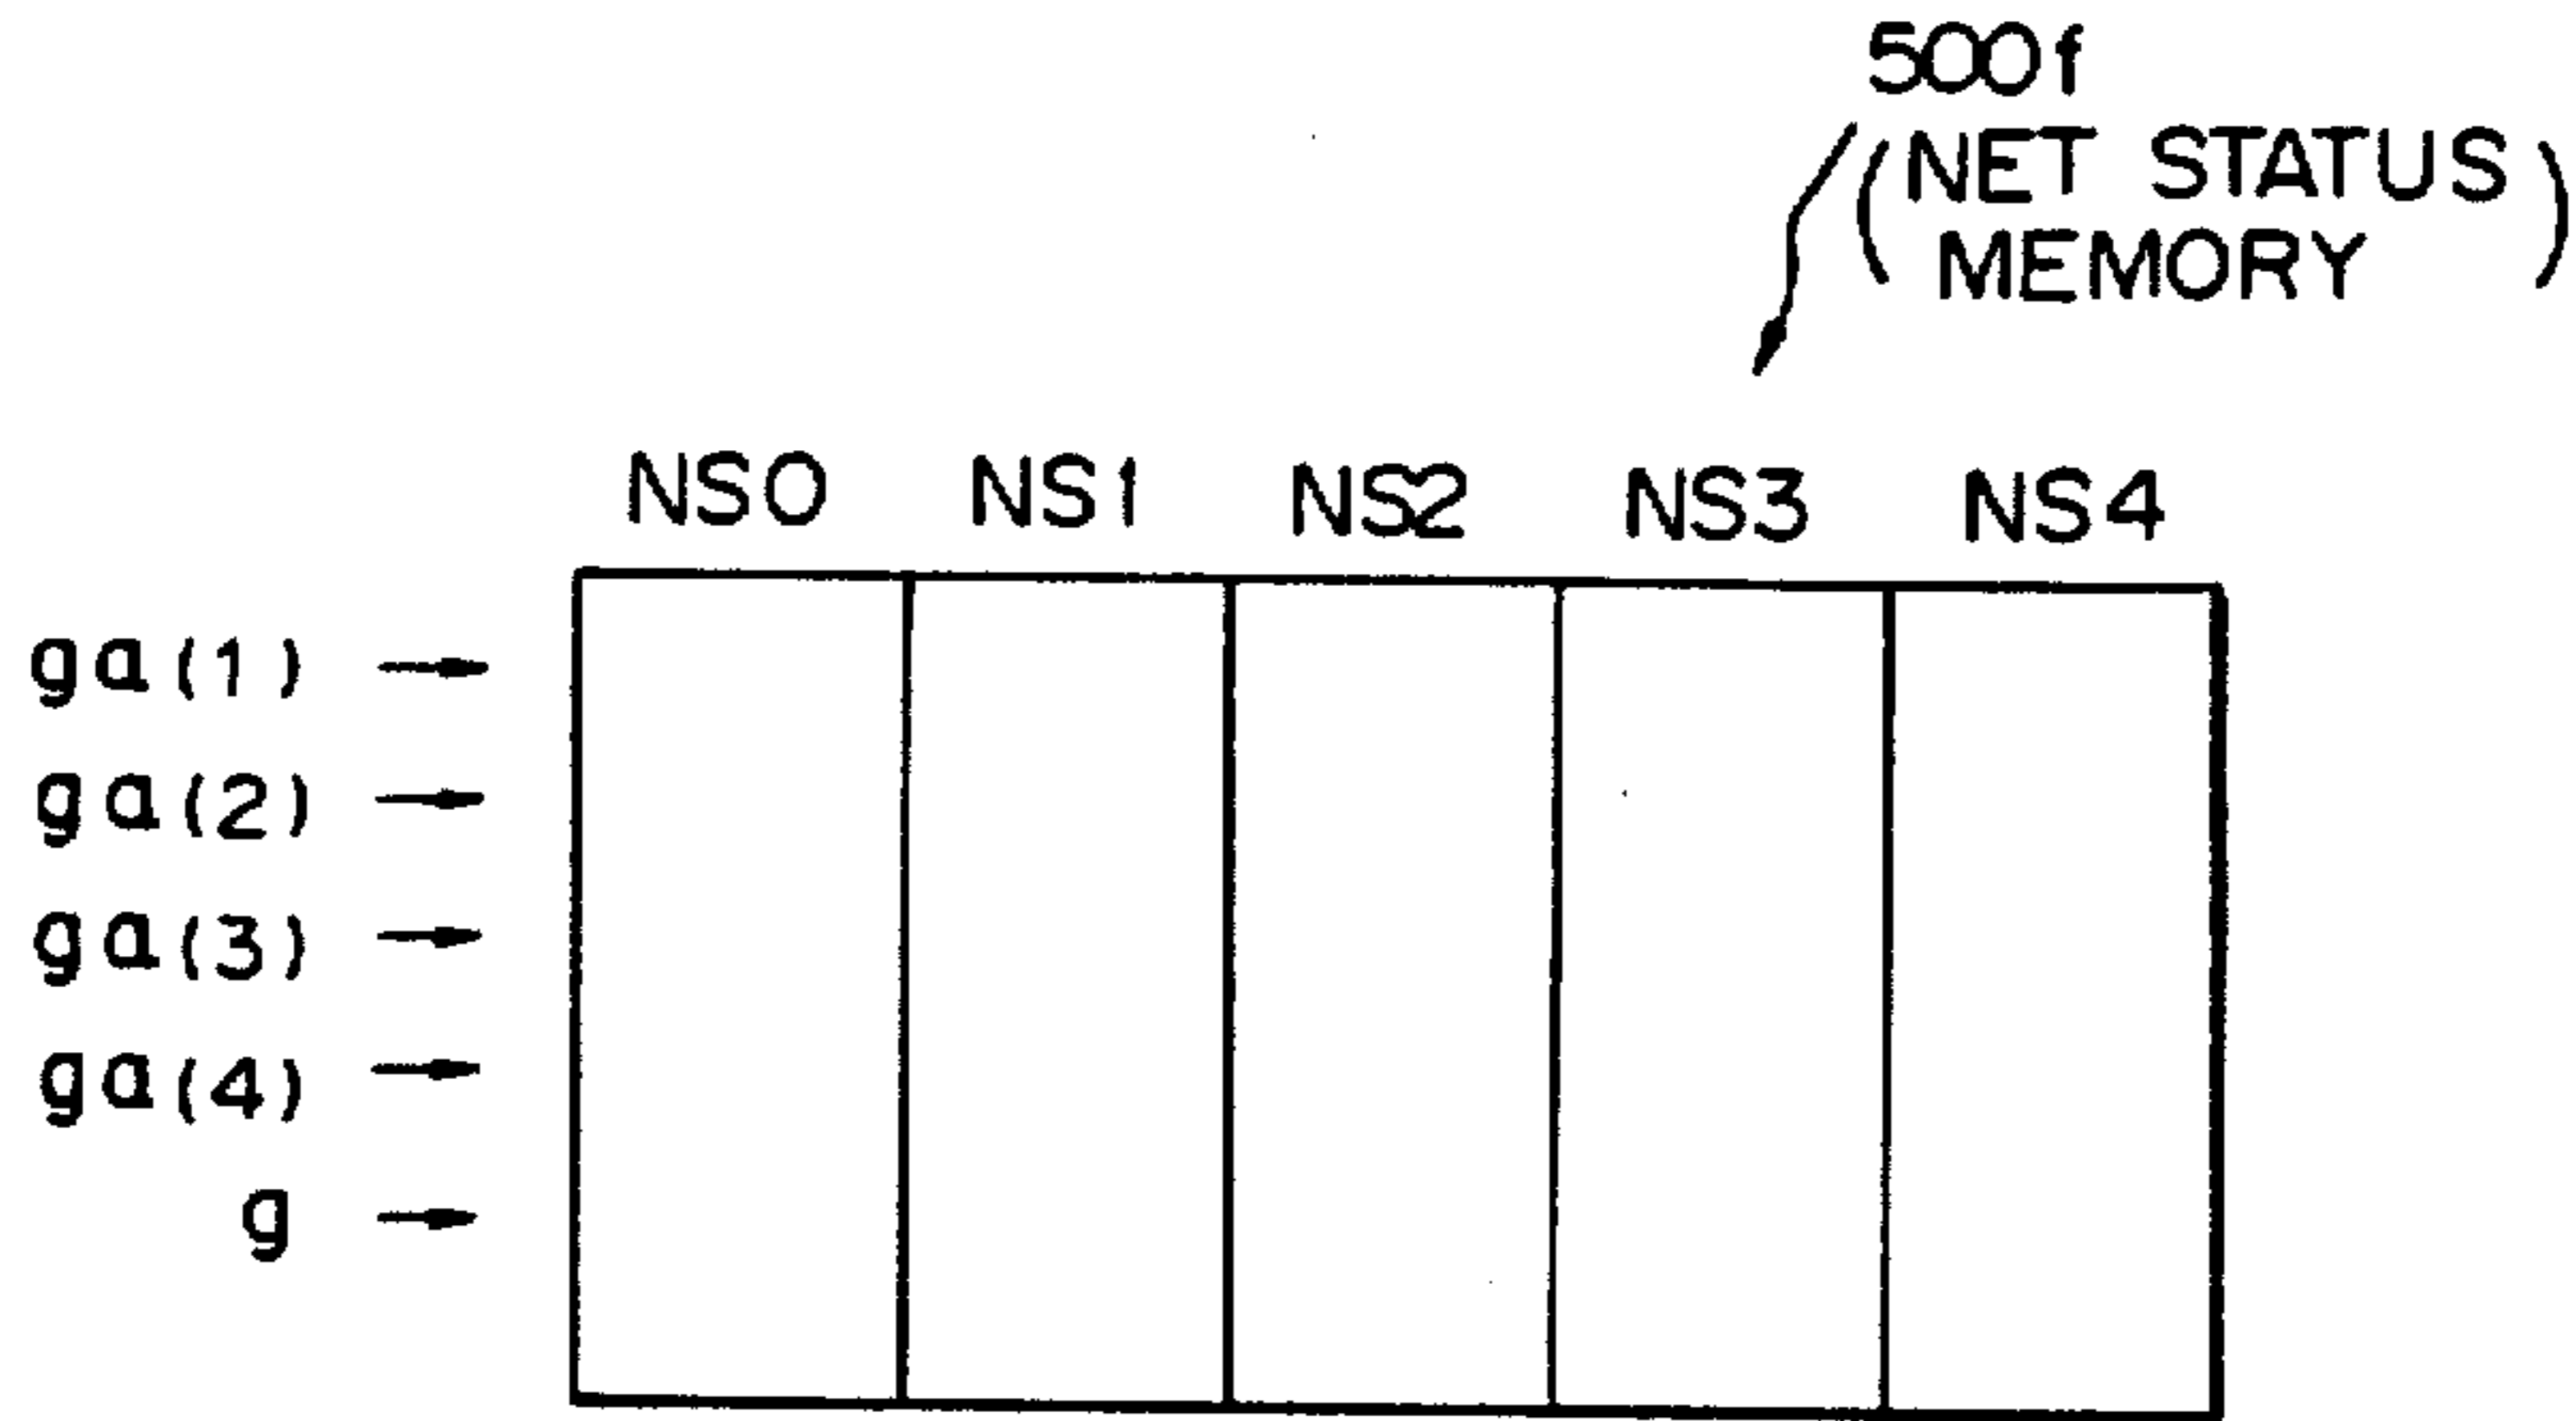 500f
(NET STATUS
MEMORY)
NS0 NS1 NS2 NS3 NS4
ga(1)
ga(2)
ga(3)
ga(4)
g